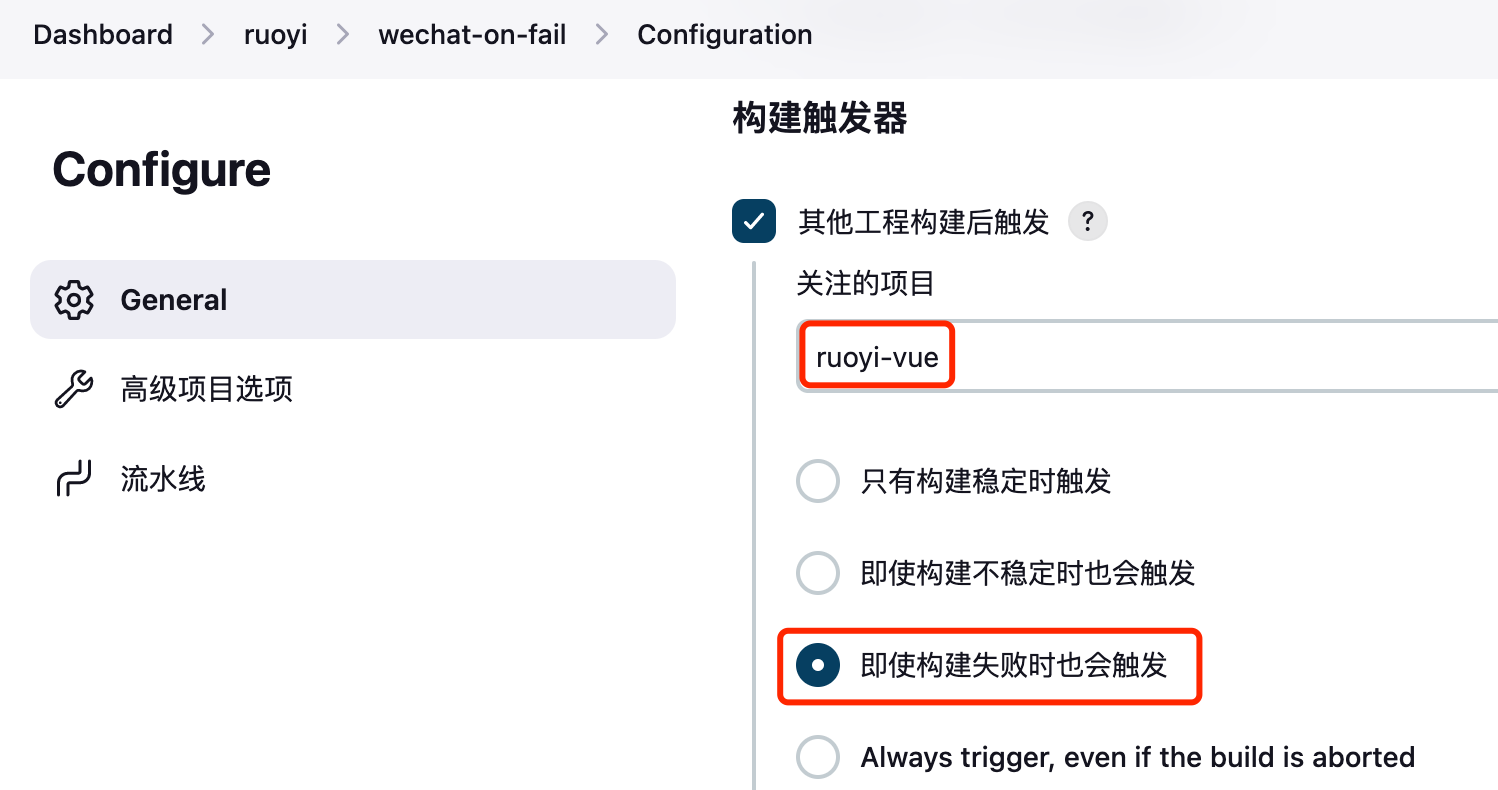 Dashboard > ruoyi > wechat-on-fail > Configuration
Configure
General
高级项目选项
流水线
构建触发器
其他工程构建后触发 ?
关注的项目
ruoyi-vue
只有构建稳定时触发
即使构建不稳定时也会触发
即使构建失败时也会触发
Always trigger, even if the build is aborted